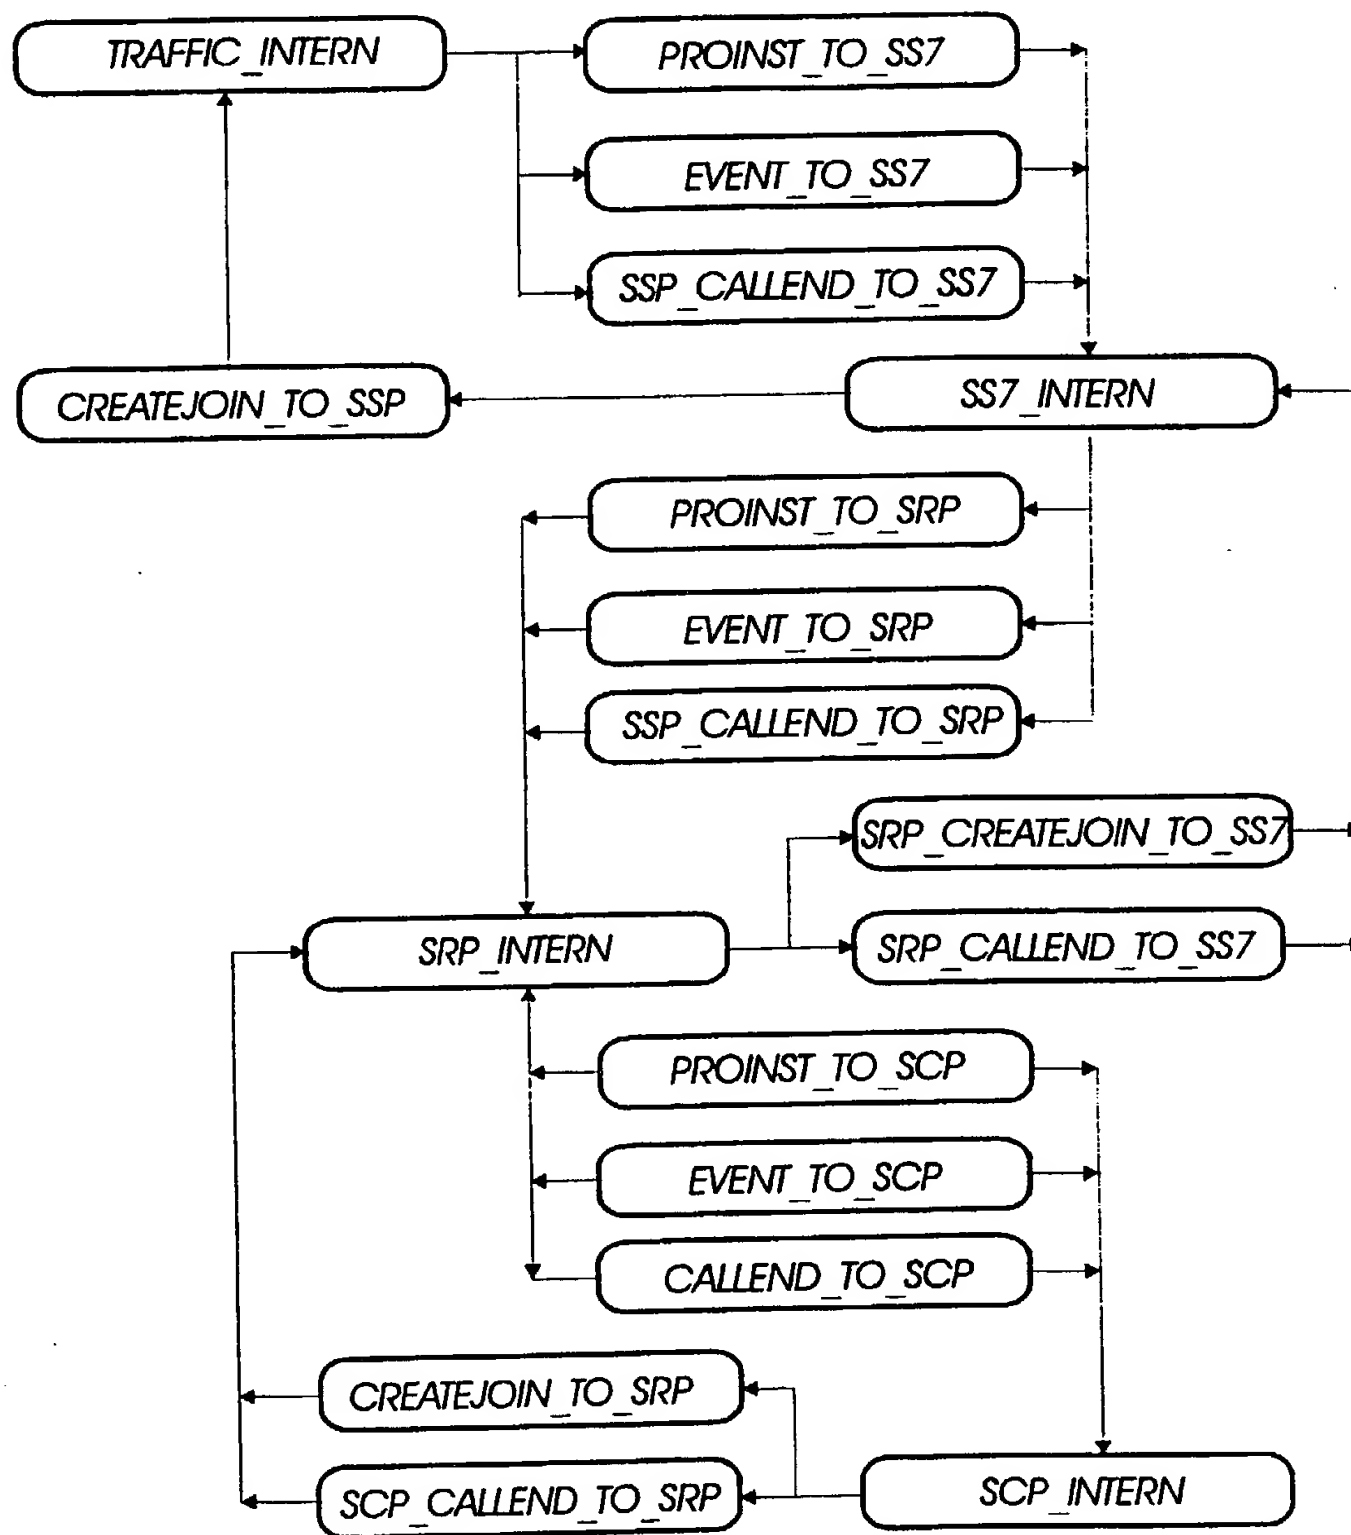 TRAFFIC_INTERN
PROINST_TO_SS7
EVENT_TO_SS7
SSP_CALLEND_TO_SS7
CREATEJOIN_TO_SSP
SS7_INTERN
PROINST_TO_SRP
EVENT_TO_SRP
SSP_CALLEND_TO_SRP
SRP_CREATEJOIN_TO_SS7
SRP_INTERN
SRP_CALLEND_TO_SS7
PROINST_TO_SCP
EVENT_TO_SCP
CALLEND_TO_SCP
CREATEJOIN_TO_SRP
SCP_CALLEND_TO_SRP
SCP_INTERN